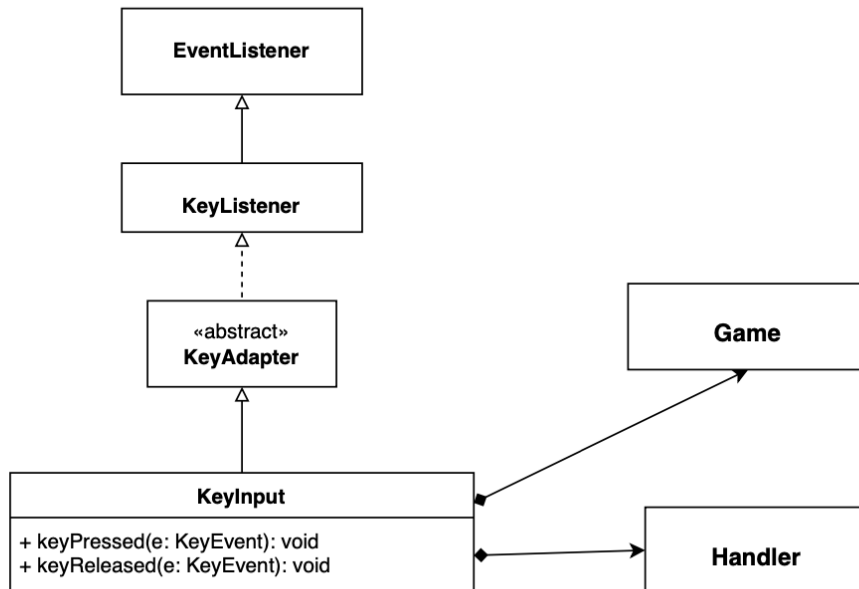 EventListener
KeyListener
«abstract»
KeyAdapter
Game
KeyInput
+ keyPressed(e: KeyEvent): void
+ keyReleased(e: KeyEvent): void
Handler